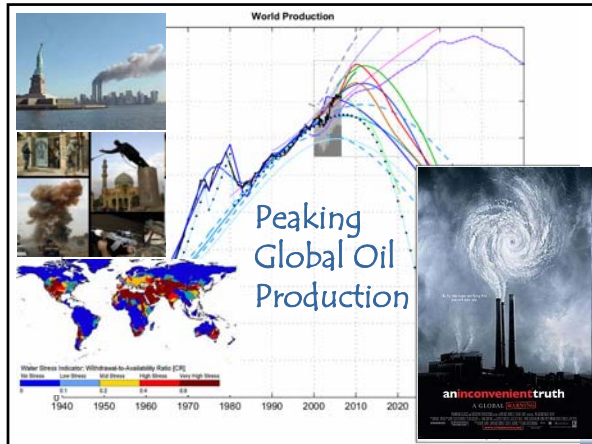 World Production
Peaking
Global Oil
Production
Water Stress Indicator: Withdrawal-to-Availability Ratio [CR]
No Stress Low Stress Mid Stress High Stress Very High Stress
0 0.1 0.2 0.4 0.8
1940 1950 1960 1970 1980 1990 2000 2010 202
aninconvenienttruth
A GLOBAL WARNING